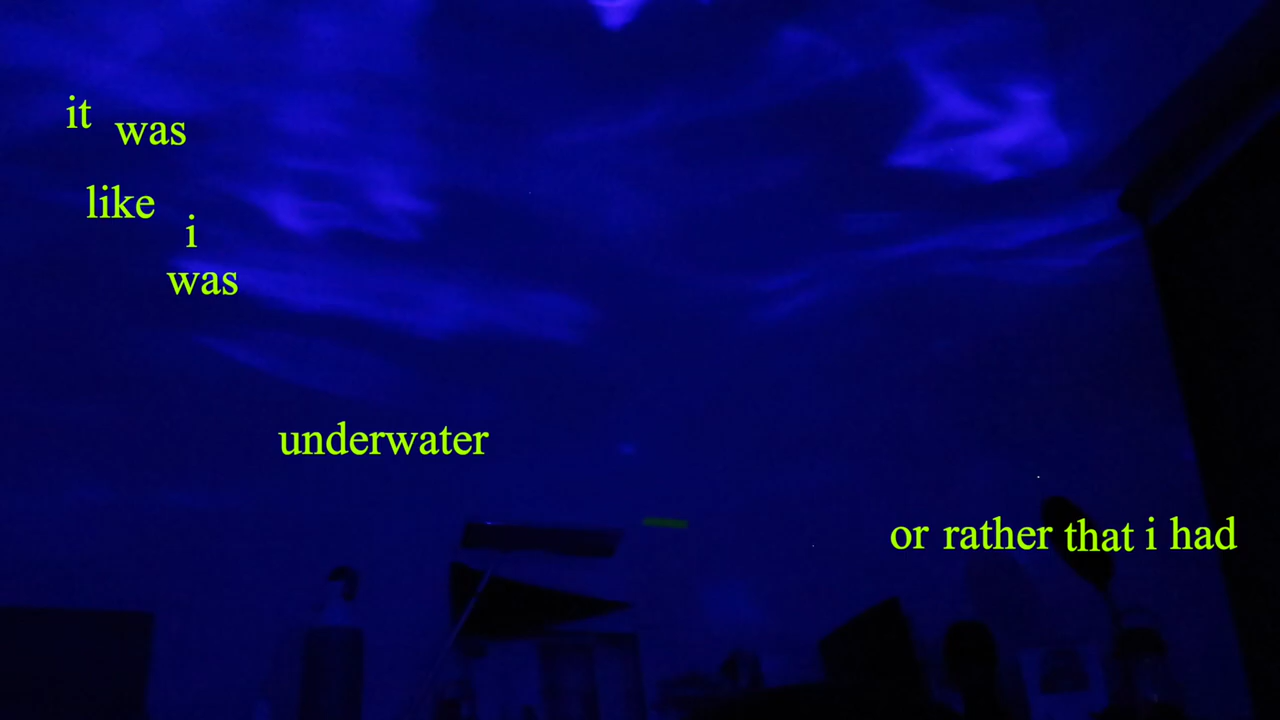 it was
like i
was
underwater
or rather that i had